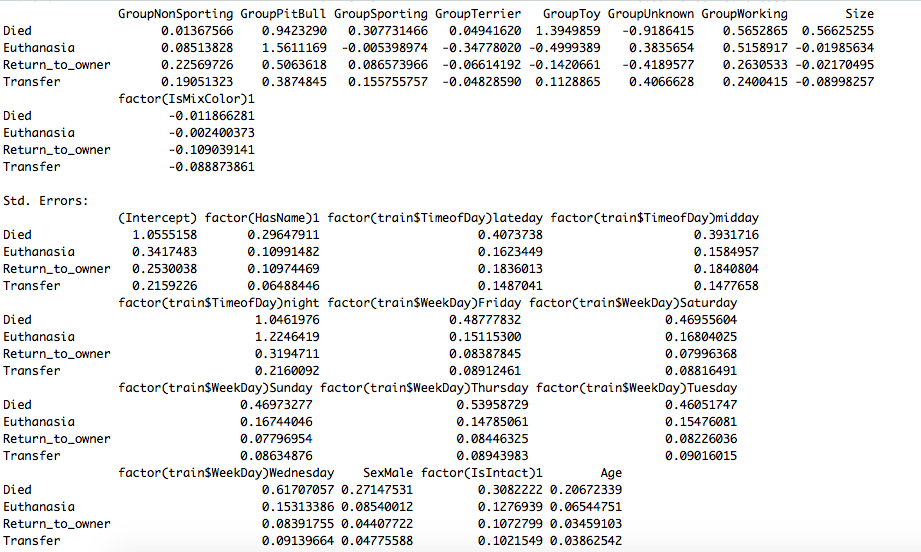 GroupNonSporting GroupPitBull GroupSporting GroupTerrier GroupToy GroupUnknown GroupWorking Size
Died 0.01367566 0.9423290 0.307731466 0.04941620 1.3949859 -0.9186415 0.5652865 0.56625255
Euthanasia 0.08513828 1.5611169 -0.005398974 -0.34778020 -0.4999389 0.3835654 0.5158917 -0.01985634
Return_to_owner 0.22569726 0.5063618 0.086573966 -0.06614192 -0.1420661 -0.4189577 0.2630533 -0.02170495
Transfer 0.19051323 0.3874845 0.155755757 -0.04828590 0.1128865 0.4066628 0.2400415 -0.08998257
factor(IsMixColor)1
Died -0.011866281
Euthanasia -0.002400373
Return_to_owner -0.109039141
Transfer -0.088873861
Std. Errors:
(Intercept) factor(HasName)1 factor(train$TimeofDay)lateday factor(train$TimeofDay)midday
Died 1.0555158 0.29647911 0.4073738 0.3931716
Euthanasia 0.3417483 0.10991482 0.1623449 0.1584957
Return_to_owner 0.2530038 0.10974469 0.1836013 0.1840804
Transfer 0.2159226 0.06488446 0.1487041 0.1477658
factor(train$TimeofDay)night factor(train$WeekDay)Friday factor(train$WeekDay)Saturday
Died 1.0461976 0.48777832 0.46955604
Euthanasia 1.2246419 0.15115300 0.16804025
Return_to_owner 0.3194711 0.08387845 0.07996368
Transfer 0.2160092 0.08912461 0.08816491
factor(train$WeekDay)Sunday factor(train$WeekDay)Thursday factor(train$WeekDay)Tuesday
Died 0.46973277 0.53958729 0.46051747
Euthanasia 0.16744046 0.14785061 0.15476081
Return_to_owner 0.07796954 0.08446325 0.08226036
Transfer 0.08634876 0.08943983 0.09016015
factor(train$WeekDay)Wednesday SexMale factor(IsIntact)1 Age
Died 0.61707057 0.27147531 0.3082222 0.20672339
Euthanasia 0.15313386 0.08540012 0.1276939 0.06544751
Return_to_owner 0.08391755 0.04407722 0.1072799 0.03459103
Transfer 0.09139664 0.04775588 0.1021549 0.03862542